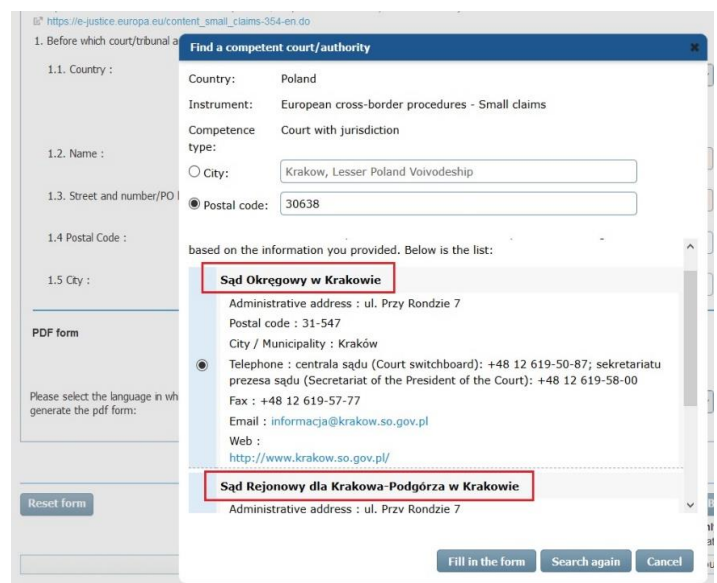 https://e-justice.europa.eu/content_small_claims-354-en.do
1. Before which court/tribunal a
1.1. Country :
1.2. Name :
1.3. Street and number/PO
1.4 Postal Code :
1.5 City :
PDF form
Please select the language in wh
generate the pdf form:
Reset form
Find a competent court/authority
Country: Poland
Instrument: European cross-border procedures - Small claims
Competence type: Court with jurisdiction
City: Krakow, Lesser Poland Voivodeship
Postal code: 30638
based on the information you provided. Below is the list:
Sąd Okręgowy w Krakowie
Administrative address : ul. Przy Rondzie 7
Postal code : 31-547
City / Municipality : Kraków
Telephone : centrala sądu (Court switchboard): +48 12 619-50-87; sekretariatu
prezesa sądu (Secretariat of the President of the Court): +48 12 619-58-00
Fax : +48 12 619-57-77
Email : informacja@krakow.so.gov.pl
Web :
http://www.krakow.so.gov.pl/
Sąd Rejonowy dla Krakowa-Podgórza w Krakowie
Administrative address : ul. Przy Rondzie 7
Fill in the form Search again Cancel